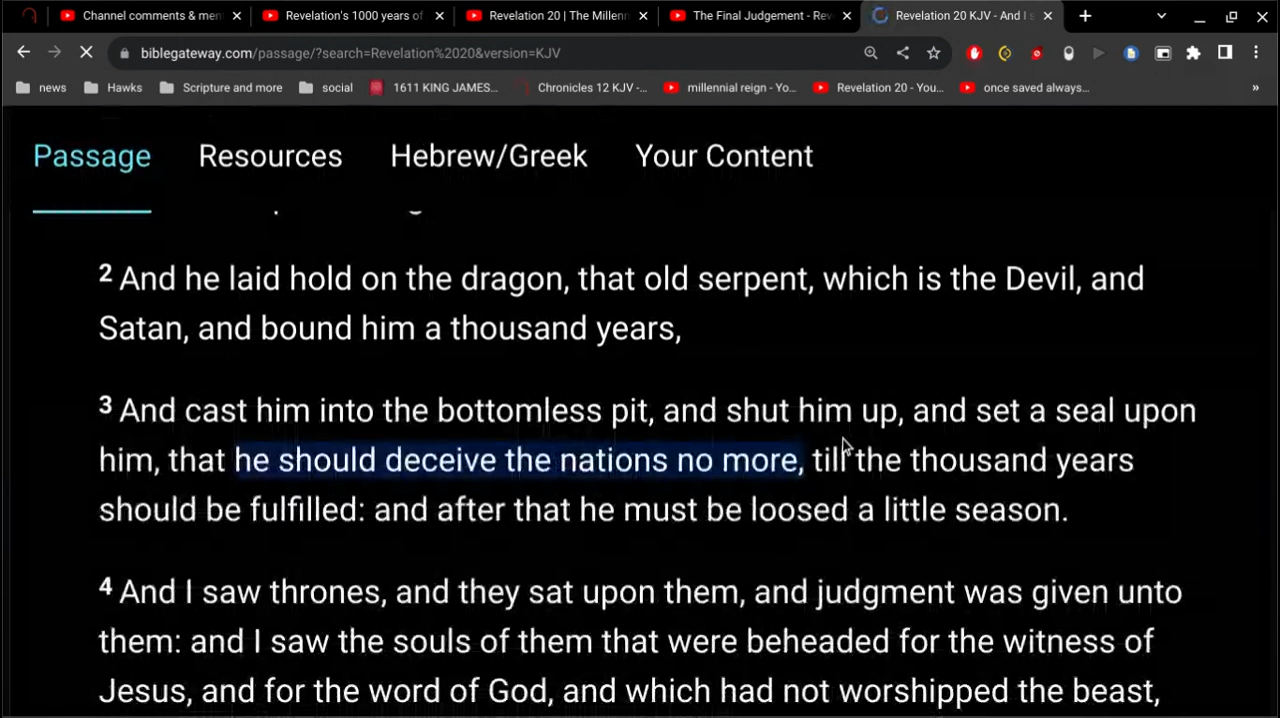 Channel comments & men
Revelation's 1000 years of
Revelation 20 | The Millenn
The Final Judgement - Rev
Revelation 20 KJV - And I s
biblegateway.com/passage/?search=Revelation%2020&version=KJV
news
Hawks
Scripture and more
social
1611 KING JAMES...
Chronicles 12 KJV -...
millennial reign - Yo...
Revelation 20 - You...
once saved always...
»
Passage
Resources
Hebrew/Greek
Your Content
2 And he laid hold on the dragon, that old serpent, which is the Devil, and
Satan, and bound him a thousand years,
3 And cast him into the bottomless pit, and shut him up, and set a seal upon
him, that he should deceive the nations no more, till the thousand years
should be fulfilled: and after that he must be loosed a little season.
4 And I saw thrones, and they sat upon them, and judgment was given unto
them: and I saw the souls of them that were beheaded for the witness of
Jesus, and for the word of God, and which had not worshipped the beast,